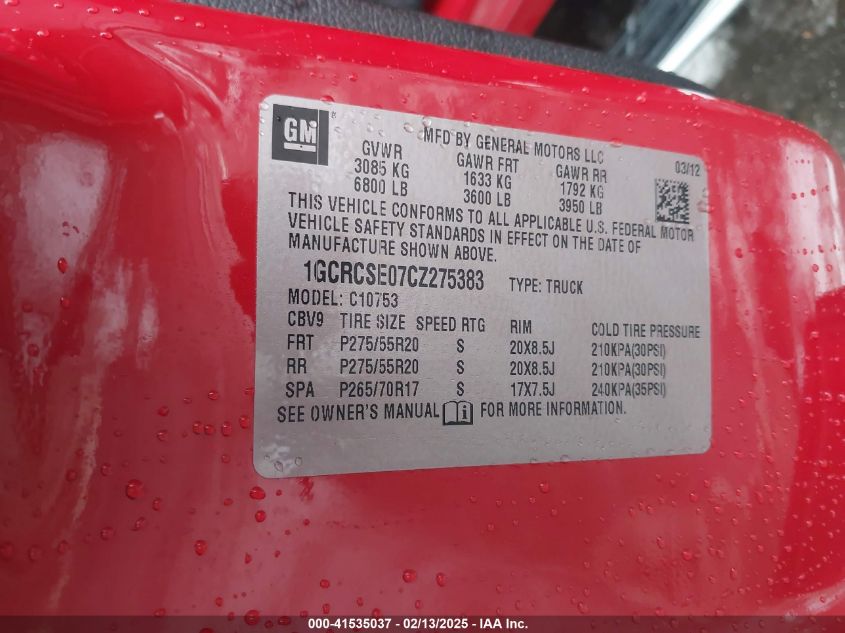 GM ®
MFD BY GENERAL MOTORS LLC
03/12
GVWR GAWR FRT GAWR RR
3085 KG 1633 KG 1792 KG
6800 LB 3600 LB 3950 LB
THIS VEHICLE CONFORMS TO ALL APPLICABLE U.S. FEDERAL MOTOR
VEHICLE SAFETY STANDARDS IN EFFECT ON THE DATE OF
MANUFACTURE SHOWN ABOVE.
1GCRCSE07CZ275383 TYPE: TRUCK
MODEL: C10753
CBV9 TIRE SIZE SPEED RTG RIM COLD TIRE PRESSURE
FRT P275/55R20 S 20X8.5J 210KPA(30PSI)
RR P275/55R20 S 20X8.5J 210KPA(30PSI)
SPA P265/70R17 S 17X7.5J 240KPA(35PSI)
SEE OWNER'S MANUAL i FOR MORE INFORMATION.
000-41535037 - 02/13/2025 - IAA Inc.